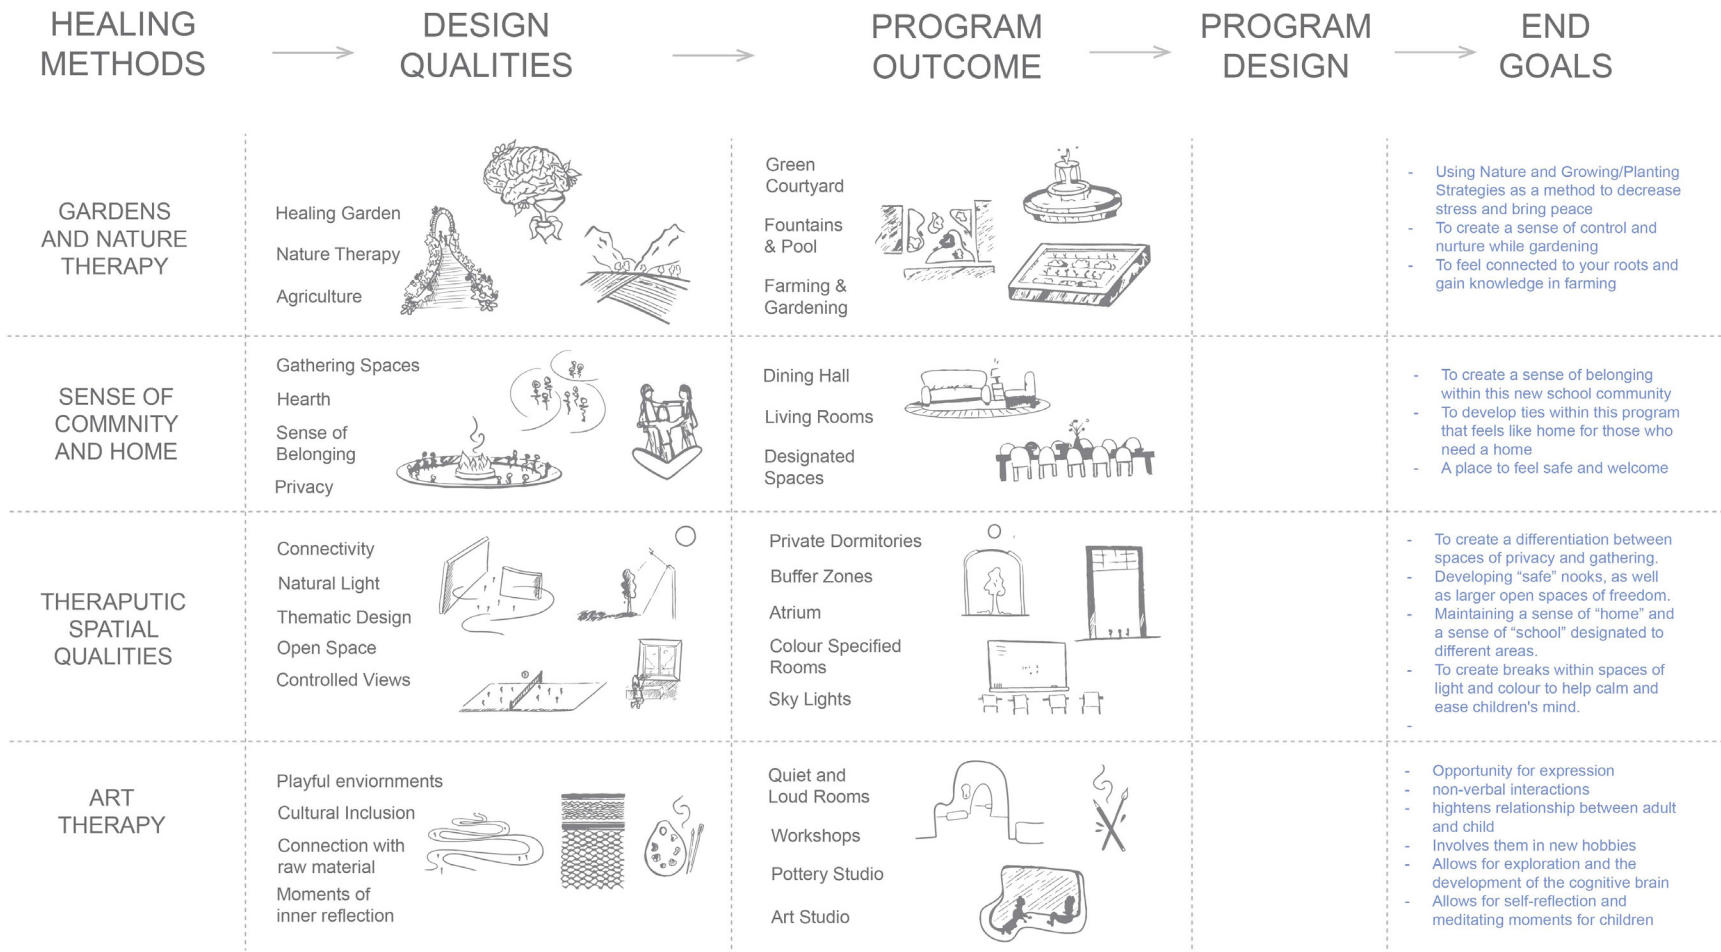 HEALING
METHODS
DESIGN
QUALITIES
PROGRAM
OUTCOME
PROGRAM
DESIGN
END
GOALS
GARDENS
AND NATURE
THERAPY
Healing Garden
Nature Therapy
Agriculture
Green
Courtyard
Fountains
& Pool
Farming &
Gardening
- Using Nature and Growing/Planting
Strategies as a method to decrease
stress and bring peace
- To create a sense of control and
nurture while gardening
- To feel connected to your roots and
gain knowledge in farming
SENSE OF
COMMNITY
AND HOME
Gathering Spaces
Hearth
Sense of
Belonging
Privacy
Dining Hall
Living Rooms
Designated
Spaces
- To create a sense of belonging
within this new school community
- To develop ties within this program
that feels like home for those who
need a home
- A place to feel safe and welcome
THERAPUTIC
SPATIAL
QUALITIES
Connectivity
Natural Light
Thematic Design
Open Space
Controlled Views
Private Dormitories
Buffer Zones
Atrium
Colour Specified
Rooms
Sky Lights
- To create a differentiation between
spaces of privacy and gathering.
- Developing “safe” nooks, as well
as larger open spaces of freedom.
- Maintaining a sense of “home” and
a sense of “school” designated to
different areas.
- To create breaks within spaces of
light and colour to help calm and
ease children's mind.
-
ART
THERAPY
Playful enviornments
Cultural Inclusion
Connection with
raw material
Moments of
inner reflection
Quiet and
Loud Rooms
Workshops
Pottery Studio
Art Studio
- Opportunity for expression
- non-verbal interactions
- hightens relationship between adult
and child
- Involves them in new hobbies
- Allows for exploration and the
development of the cognitive brain
- Allows for self-reflection and
meditating moments for children